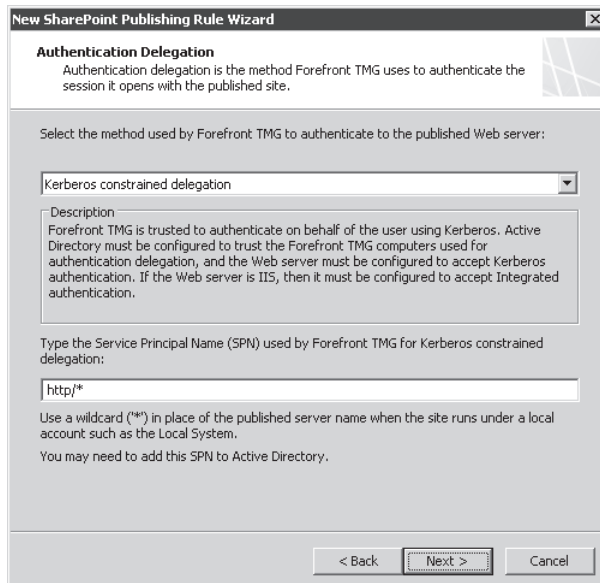 New SharePoint Publishing Rule Wizard
Authentication Delegation
Authentication delegation is the method Forefront TMG uses to authenticate the
session it opens with the published site.
Select the method used by Forefront TMG to authenticate to the published Web server:
Kerberos constrained delegation
Description
Forefront TMG is trusted to authenticate on behalf of the user using Kerberos. Active
Directory must be configured to trust the Forefront TMG computers used for
authentication delegation, and the Web server must be configured to accept Kerberos
authentication. If the Web server is IIS, then it must be configured to accept Integrated
authentication.
Type the Service Principal Name (SPN) used by Forefront TMG for Kerberos constrained
delegation:
http/*
Use a wildcard ('*') in place of the published server name when the site runs under a local
account such as the Local System.
You may need to add this SPN to Active Directory.
< Back Next > Cancel